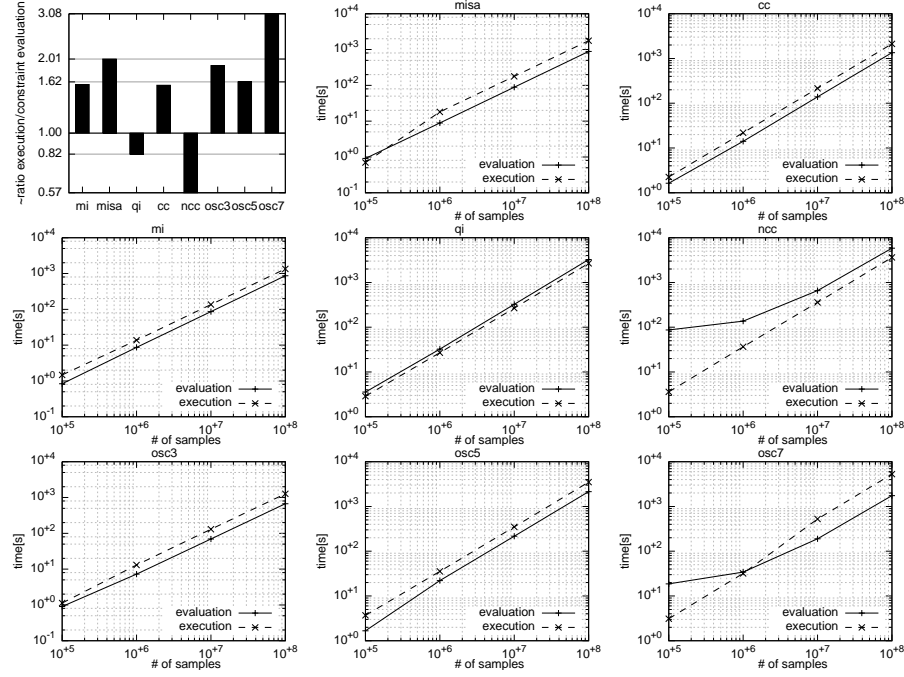 ~ratio execution/constraint evaluation
3.08
2.01
1.62
1.00
0.82
0.57
mi misa qi cc ncc osc3 osc5 osc7
misa
time[s]
10+4
10+3
10+2
10+1
10+0
10-1
evaluation
execution
10+5 10+6 10+7 10+8
# of samples
cc
time[s]
10+4
10+3
10+2
10+1
10+0
evaluation
execution
10+5 10+6 10+7 10+8
# of samples
mi
time[s]
10+4
10+3
10+2
10+1
10+0
10-1
evaluation
execution
10+5 10+6 10+7 10+8
# of samples
qi
time[s]
10+4
10+3
10+2
10+1
10+0
evaluation
execution
10+5 10+6 10+7 10+8
# of samples
ncc
time[s]
10+4
10+3
10+2
10+1
10+0
evaluation
execution
10+5 10+6 10+7 10+8
# of samples
osc3
time[s]
10+4
10+3
10+2
10+1
10+0
10-1
evaluation
execution
10+5 10+6 10+7 10+8
# of samples
osc5
time[s]
10+4
10+3
10+2
10+1
10+0
evaluation
execution
10+5 10+6 10+7 10+8
# of samples
osc7
time[s]
10+4
10+3
10+2
10+1
10+0
evaluation
execution
10+5 10+6 10+7 10+8
# of samples